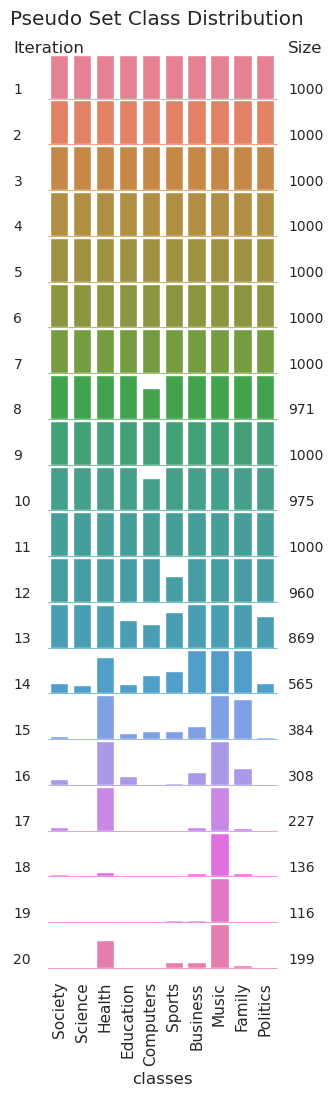 Pseudo Set Class Distribution
Iteration Size
1 1000
2 1000
3 1000
4 1000
5 1000
6 1000
7 1000
8 971
9 1000
10 975
11 1000
12 960
13 869
14 565
15 384
16 308
17 227
18 136
19 116
20 199
Society
Science
Health
Education
Computers
Sports
Business
Music
Family
Politics
classes